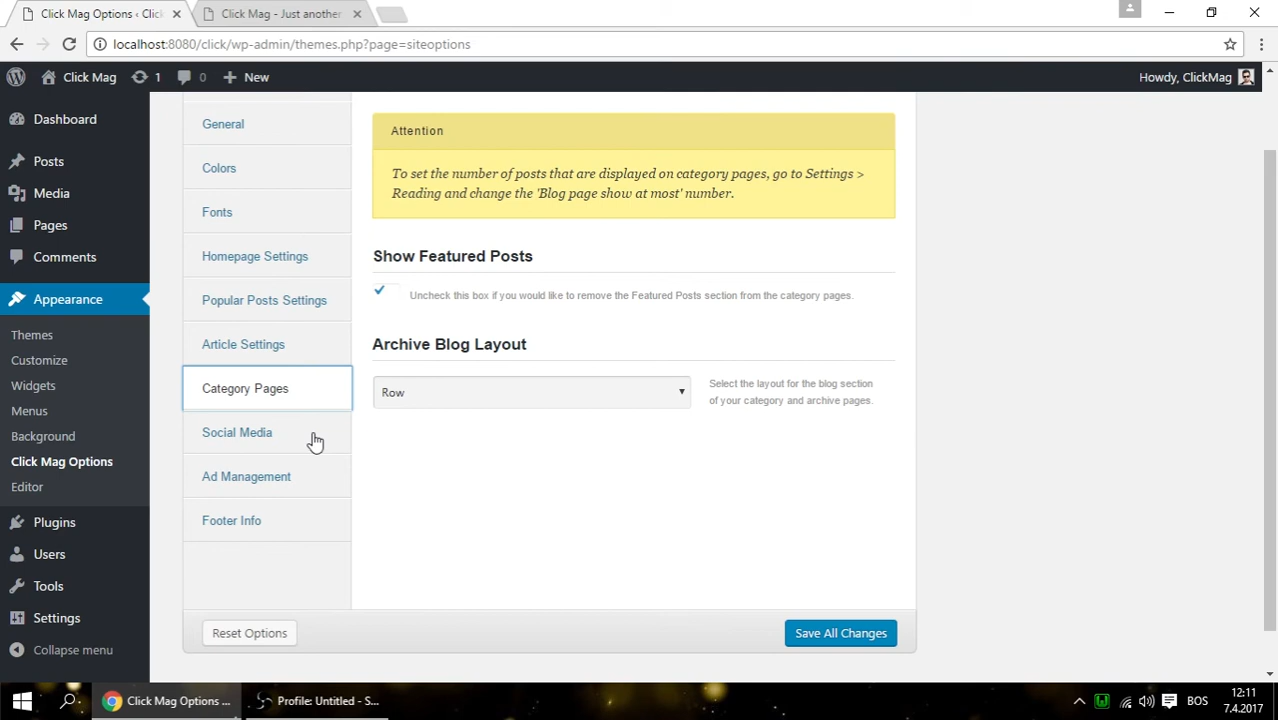 Click Mag Options ‹ Clic
Click Mag - Just another
localhost:8080/click/wp-admin/themes.php?page=siteoptions
Click Mag
1
0
New
Howdy, ClickMag
Dashboard
Posts
Media
Pages
Comments
Appearance
Themes
Customize
Widgets
Menus
Background
Click Mag Options
Editor
Plugins
Users
Tools
Settings
Collapse menu
General
Colors
Fonts
Homepage Settings
Popular Posts Settings
Article Settings
Category Pages
Social Media
Ad Management
Footer Info
Attention
To set the number of posts that are displayed on category pages, go to Settings >
Reading and change the 'Blog page show at most' number.
Show Featured Posts
Uncheck this box if you would like to remove the Featured Posts section from the category pages.
Archive Blog Layout
Row
Select the layout for the blog section
of your category and archive pages.
Reset Options
Save All Changes
Click Mag Options ...
Profile: Untitled - S...
BOS
12:11
7.4.2017